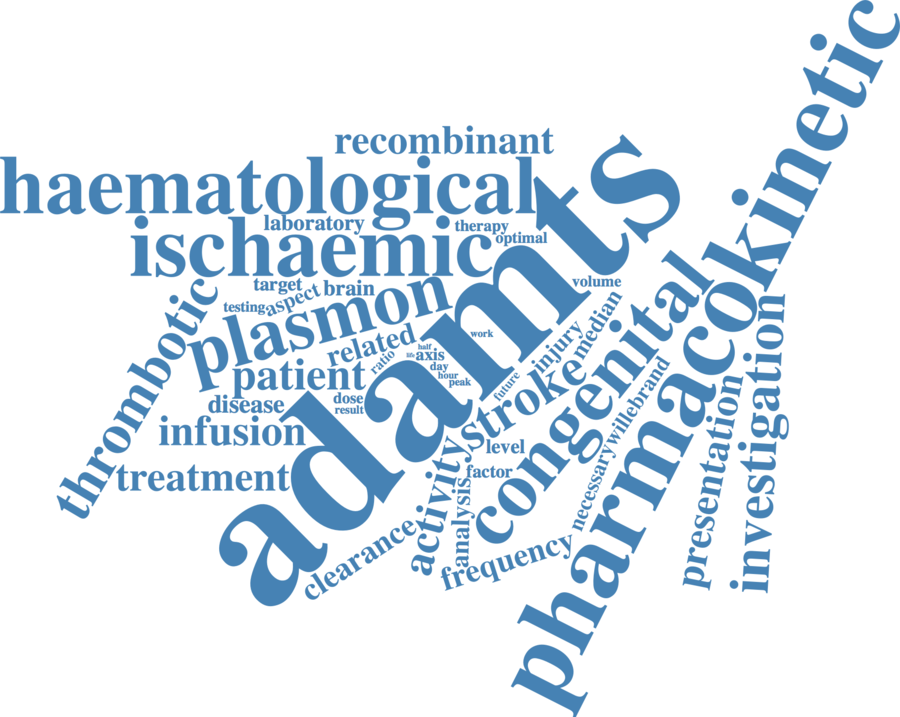 recombinant
haematological
laboratory
therapy
optimal
ischaemic
adamts
pharmacokinetic
target
aspect
brain
testing
volume
thrombotic
plasmon
related
ratio
work
half
life
axis
day
hour
peak
future
injury
median
congenital
patient
disease
dose
result
stroke
willebrand
necessary
infusion
treatment
level
factor
activity
analysis
clearance
frequency
presentation
investigation